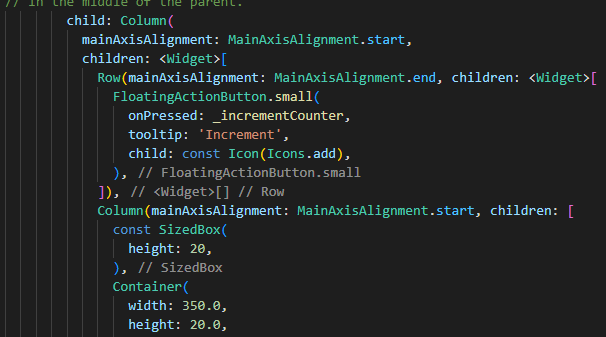 // in the middle of the parent.
child: Column(
mainAxisAlignment: MainAxisAlignment.start,
children: <Widget>[
Row(mainAxisAlignment: MainAxisAlignment.end, children: <Widget>[
FloatingActionButton.small(
onPressed: _incrementCounter,
tooltip: 'Increment',
child: const Icon(Icons.add),
), // FloatingActionButton.small
]), // <Widget>[] // Row
Column(mainAxisAlignment: MainAxisAlignment.start, children: [
const SizedBox(
height: 20,
), // SizedBox
Container(
width: 350.0,
height: 20.0,